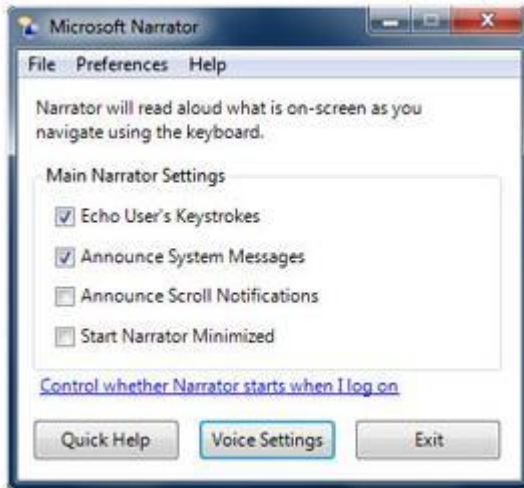 Microsoft Narrator
File Preferences Help
Narrator will read aloud what is on-screen as you
navigate using the keyboard.
Main Narrator Settings
Echo User's Keystrokes
Announce System Messages
Announce Scroll Notifications
Start Narrator Minimized
Control whether Narrator starts when I log on
Quick Help Voice Settings Exit